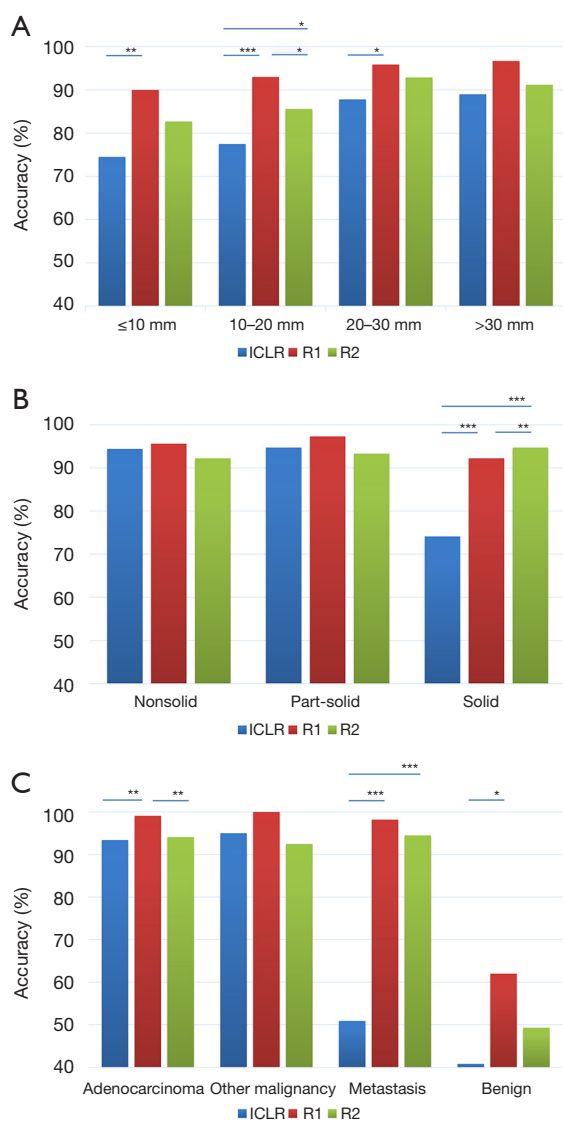 A
Accuracy (%)
100
90
80
70
60
50
40
**
*
***
*
*
≤10 mm
10–20 mm
20–30 mm
>30 mm
ICLR R1 R2
B
Accuracy (%)
100
90
80
70
60
50
40
***
***
**
Nonsolid
Part-solid
Solid
ICLR R1 R2
C
Accuracy (%)
100
90
80
70
60
50
40
**
**
***
***
*
Adenocarcinoma
Other malignancy
Metastasis
Benign
ICLR R1 R2